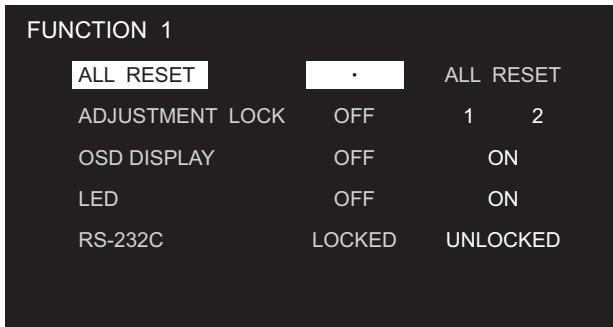 FUNCTION 1
ALL RESET · ALL RESET
ADJUSTMENT LOCK OFF 1 2
OSD DISPLAY OFF ON
LED OFF ON
RS-232C LOCKED UNLOCKED